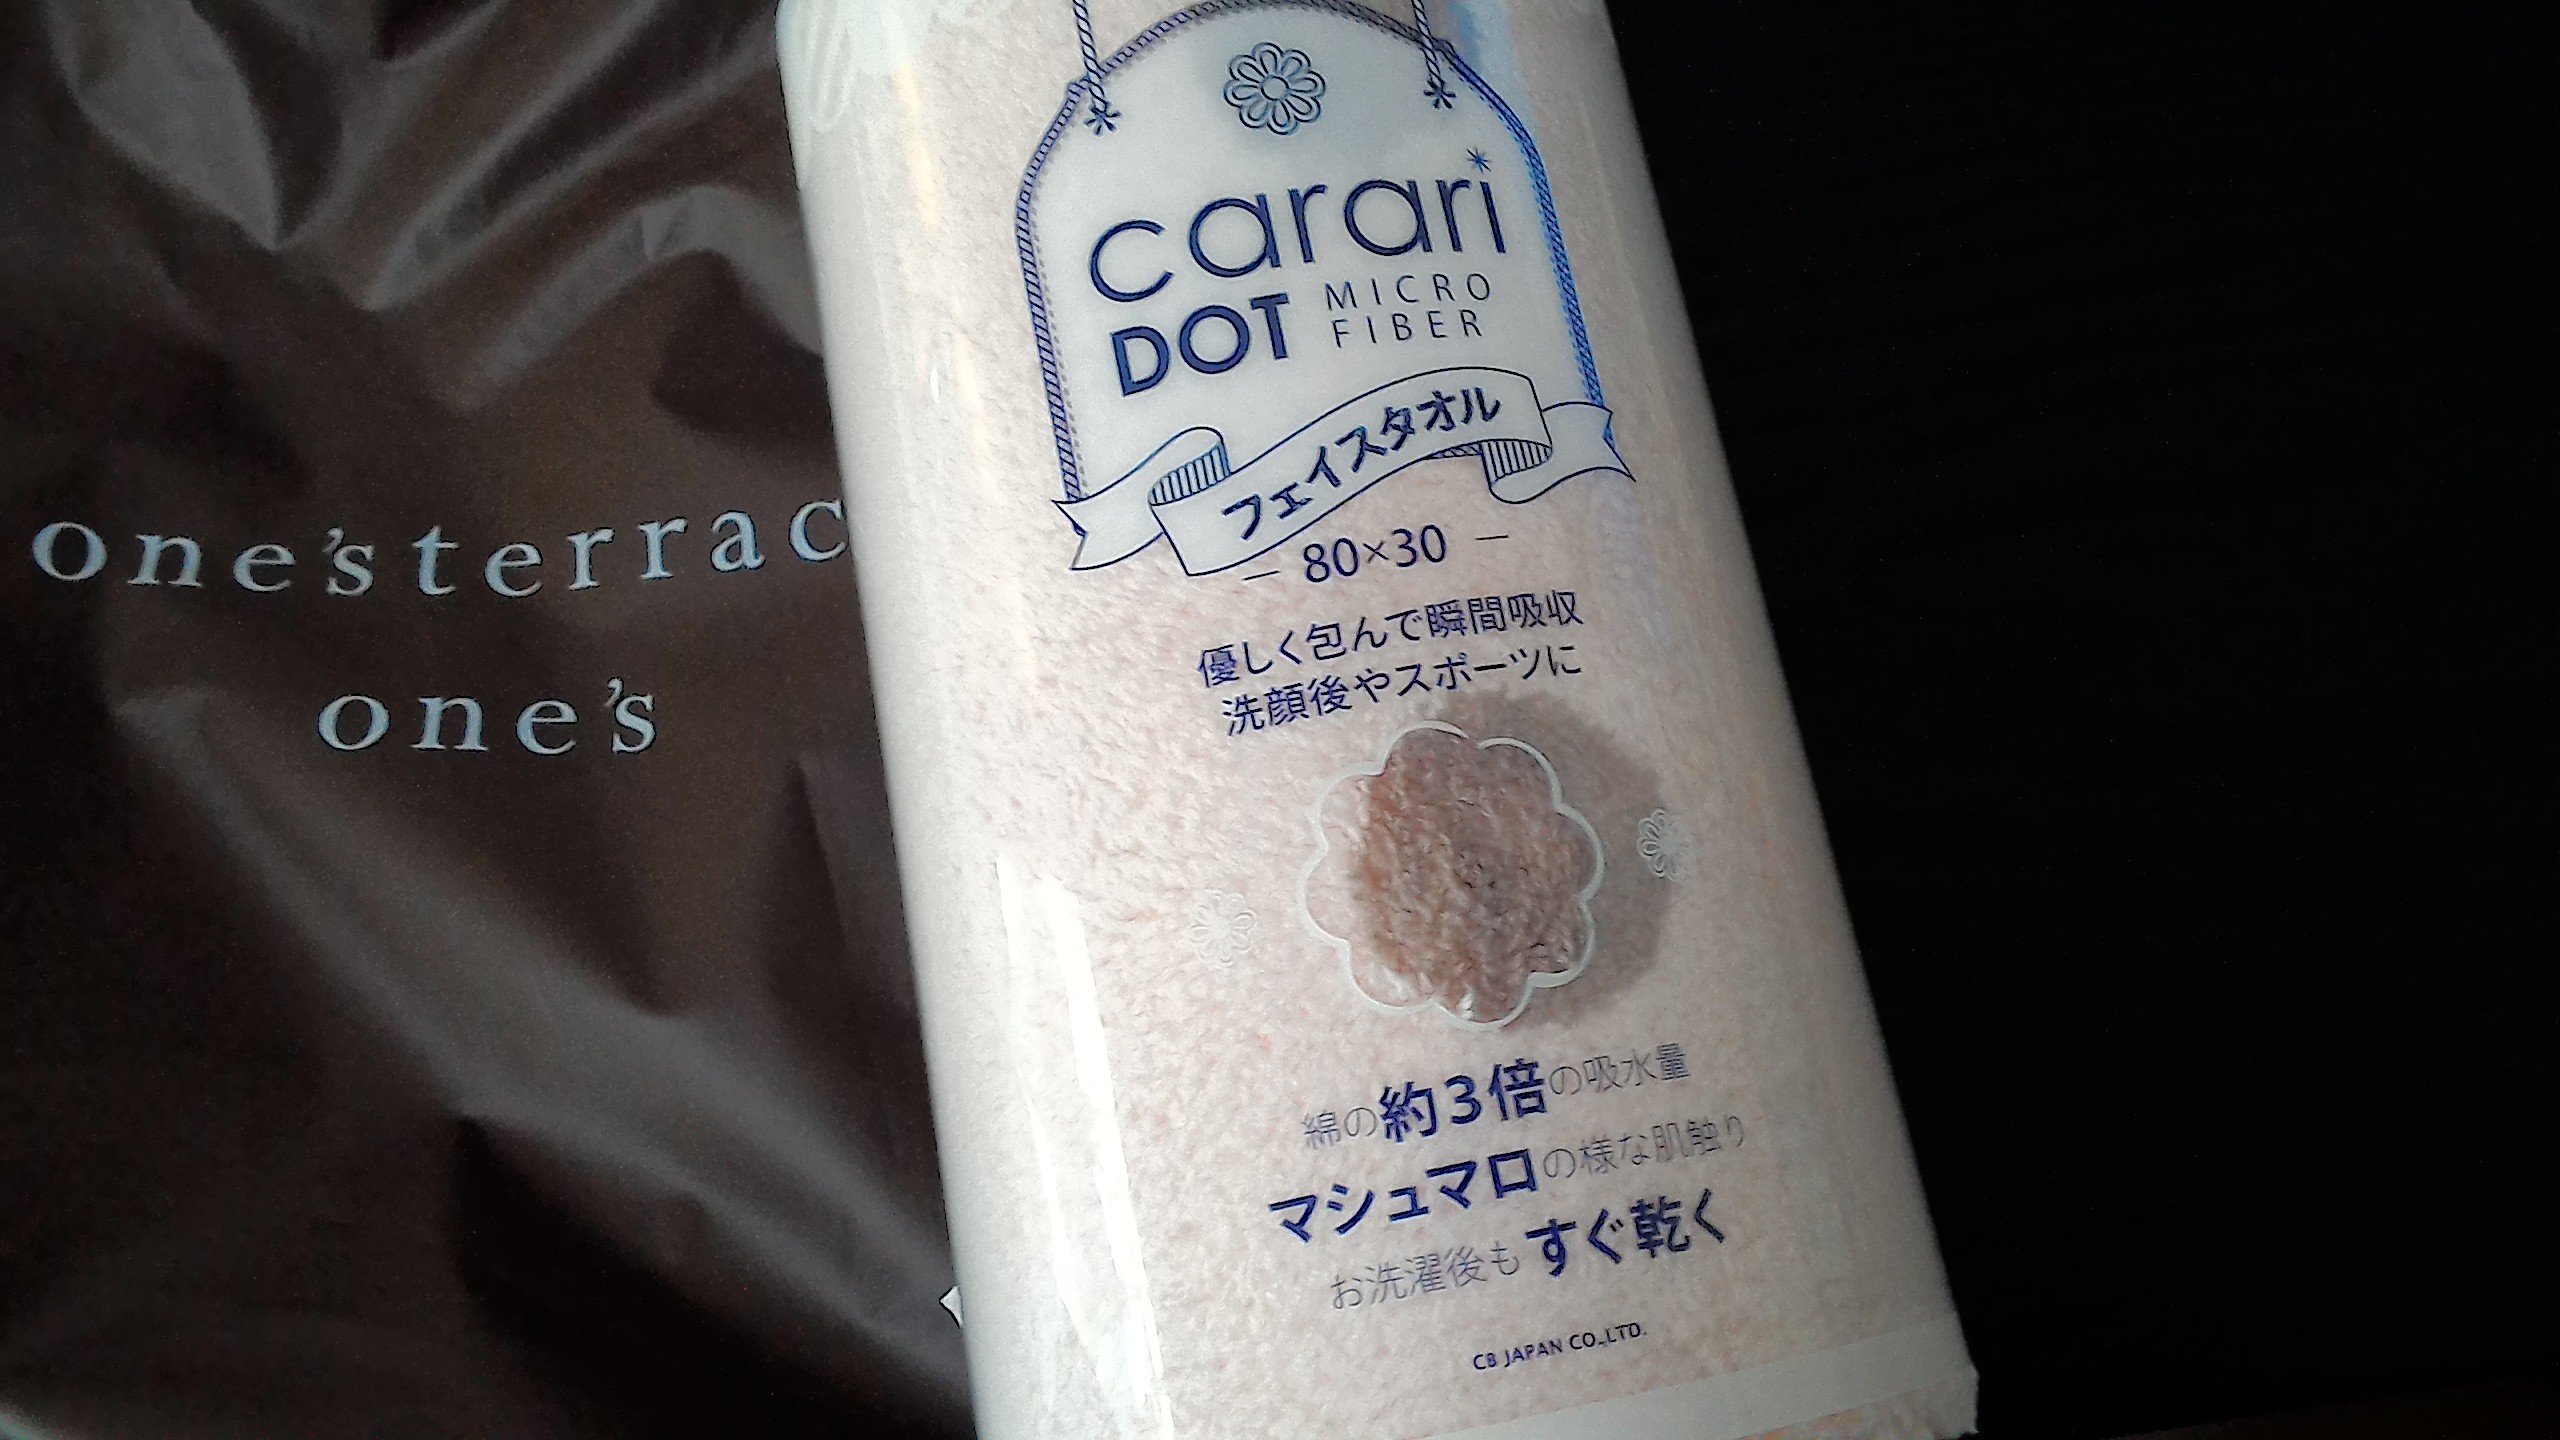 one's terrac
one's
carari
DOT MICRO
FIBER
フェイスタオル
80×30
優しく包んで瞬間吸収
洗顔後やスポーツに
綿の約3倍の吸水量
マシュマロの様な肌触り
お洗濯後もすぐ乾く
CB JAPAN CO.,LTD.